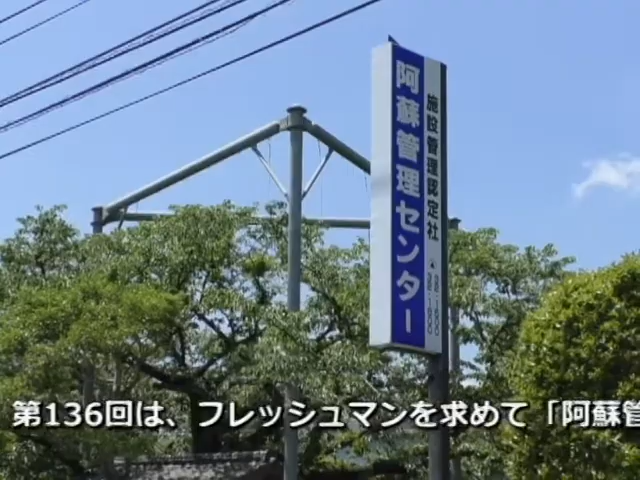 阿蘇管理センター
施設管理認定社
第136回は、フレッシュマンを求めて「阿蘇管